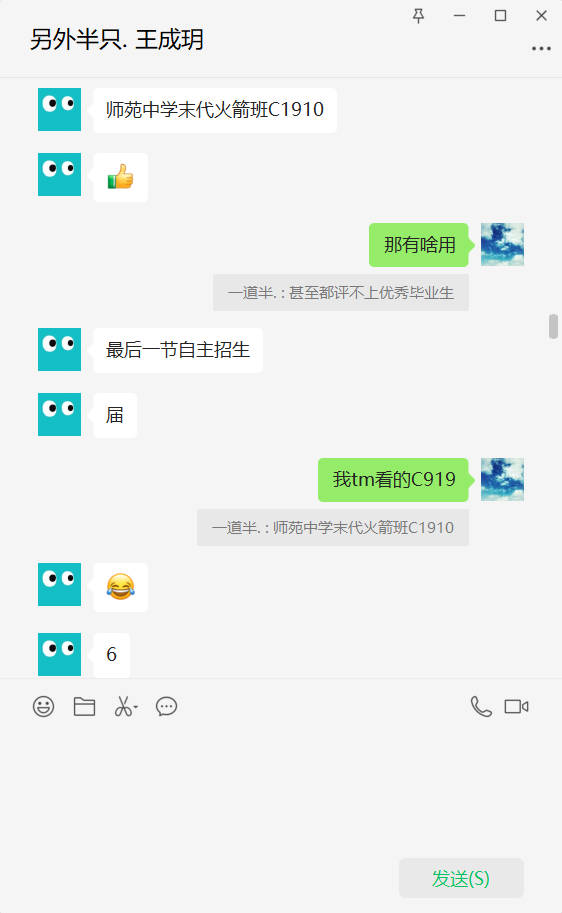 另外半只. 王成玥
师苑中学末代火箭班C1910
那有啥用
一道半. : 甚至都评不上优秀毕业生
最后一节自主招生
届
我tm看的C919
一道半. : 师苑中学末代火箭班C1910
6
发送(S)